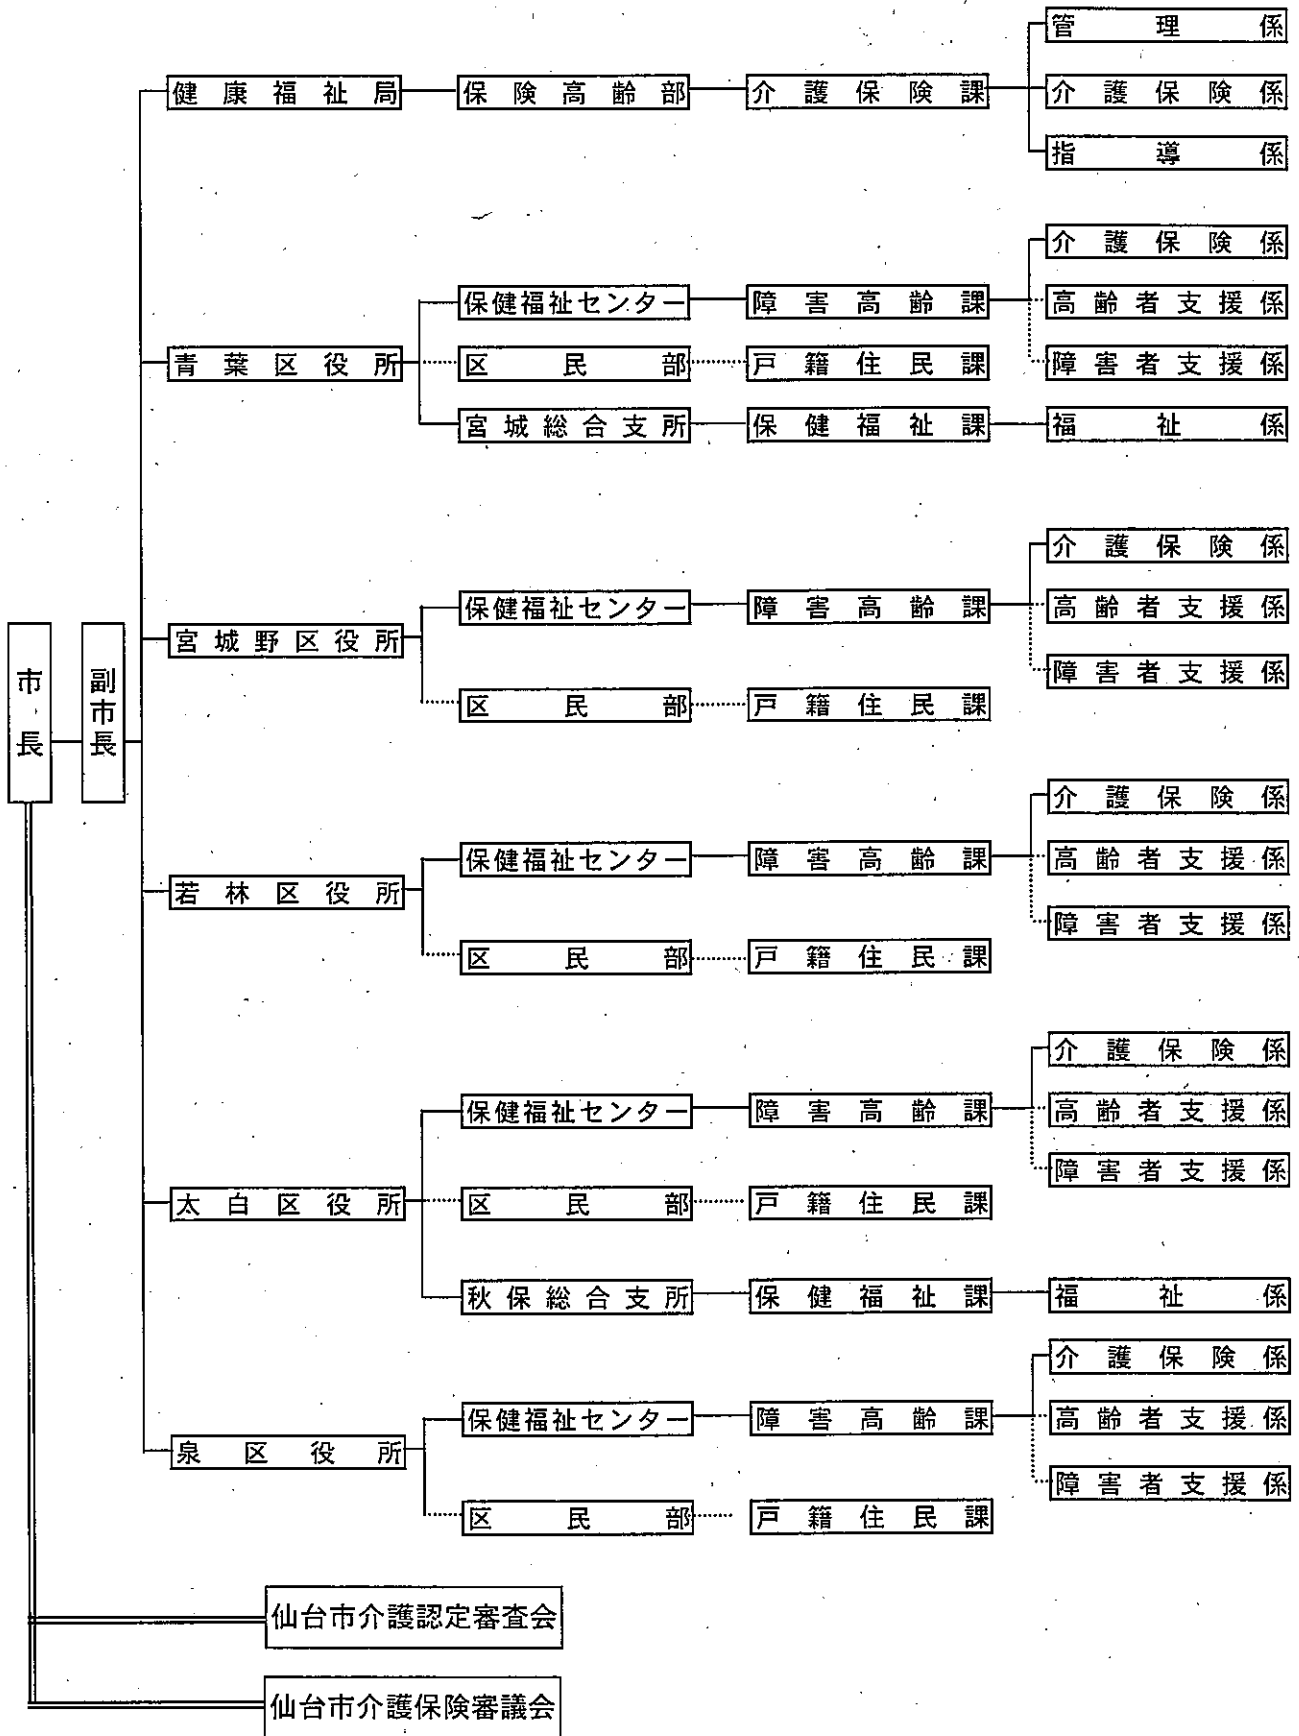 管理係
健康福祉局 保険高齢部 介護保険課 介護保険係
指導係
介護保険係
保健福祉センター 障害高齢課 高齢者支援係
青葉区役所 区民部 戸籍住民課 障害者支援係
宮城総合支所 保健福祉課 福祉係
介護保険係
保健福祉センター 障害高齢課 高齢者支援係
宮城野区役所
障害者支援係
区民部 戸籍住民課
市長 副市長
介護保険係
保健福祉センター 障害高齢課 高齢者支援係
若林区役所
障害者支援係
区民部 戸籍住民課
介護保険係
保健福祉センター 障害高齢課 高齢者支援係
障害者支援係
太白区役所 区民部 戸籍住民課
秋保総合支所 保健福祉課 福祉係
介護保険係
保健福祉センター 障害高齢課 高齢者支援係
泉区役所
障害者支援係
区民部 戸籍住民課
仙台市介護認定審査会
仙台市介護保険審議会